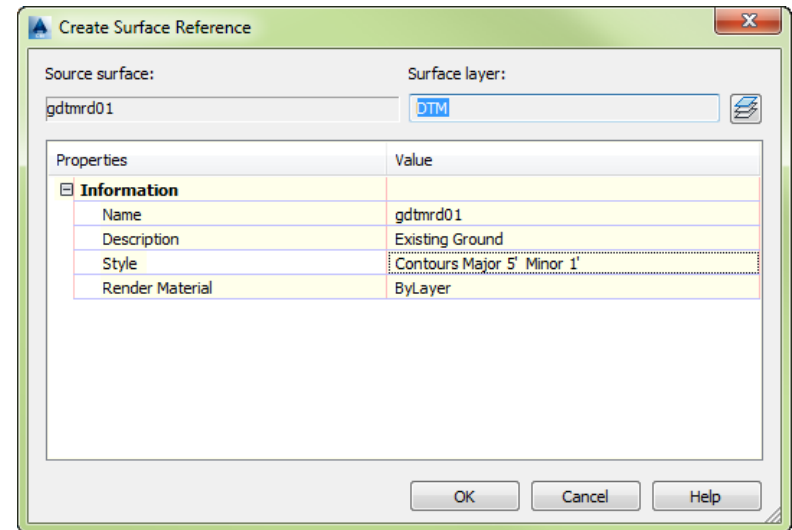 Create Surface Reference
Source surface: Surface layer:
gdtmrd01 DTM
Properties Value
Information
Name gdtmrd01
Description Existing Ground
Style Contours Major 5' Minor 1'
Render Material ByLayer
OK Cancel Help